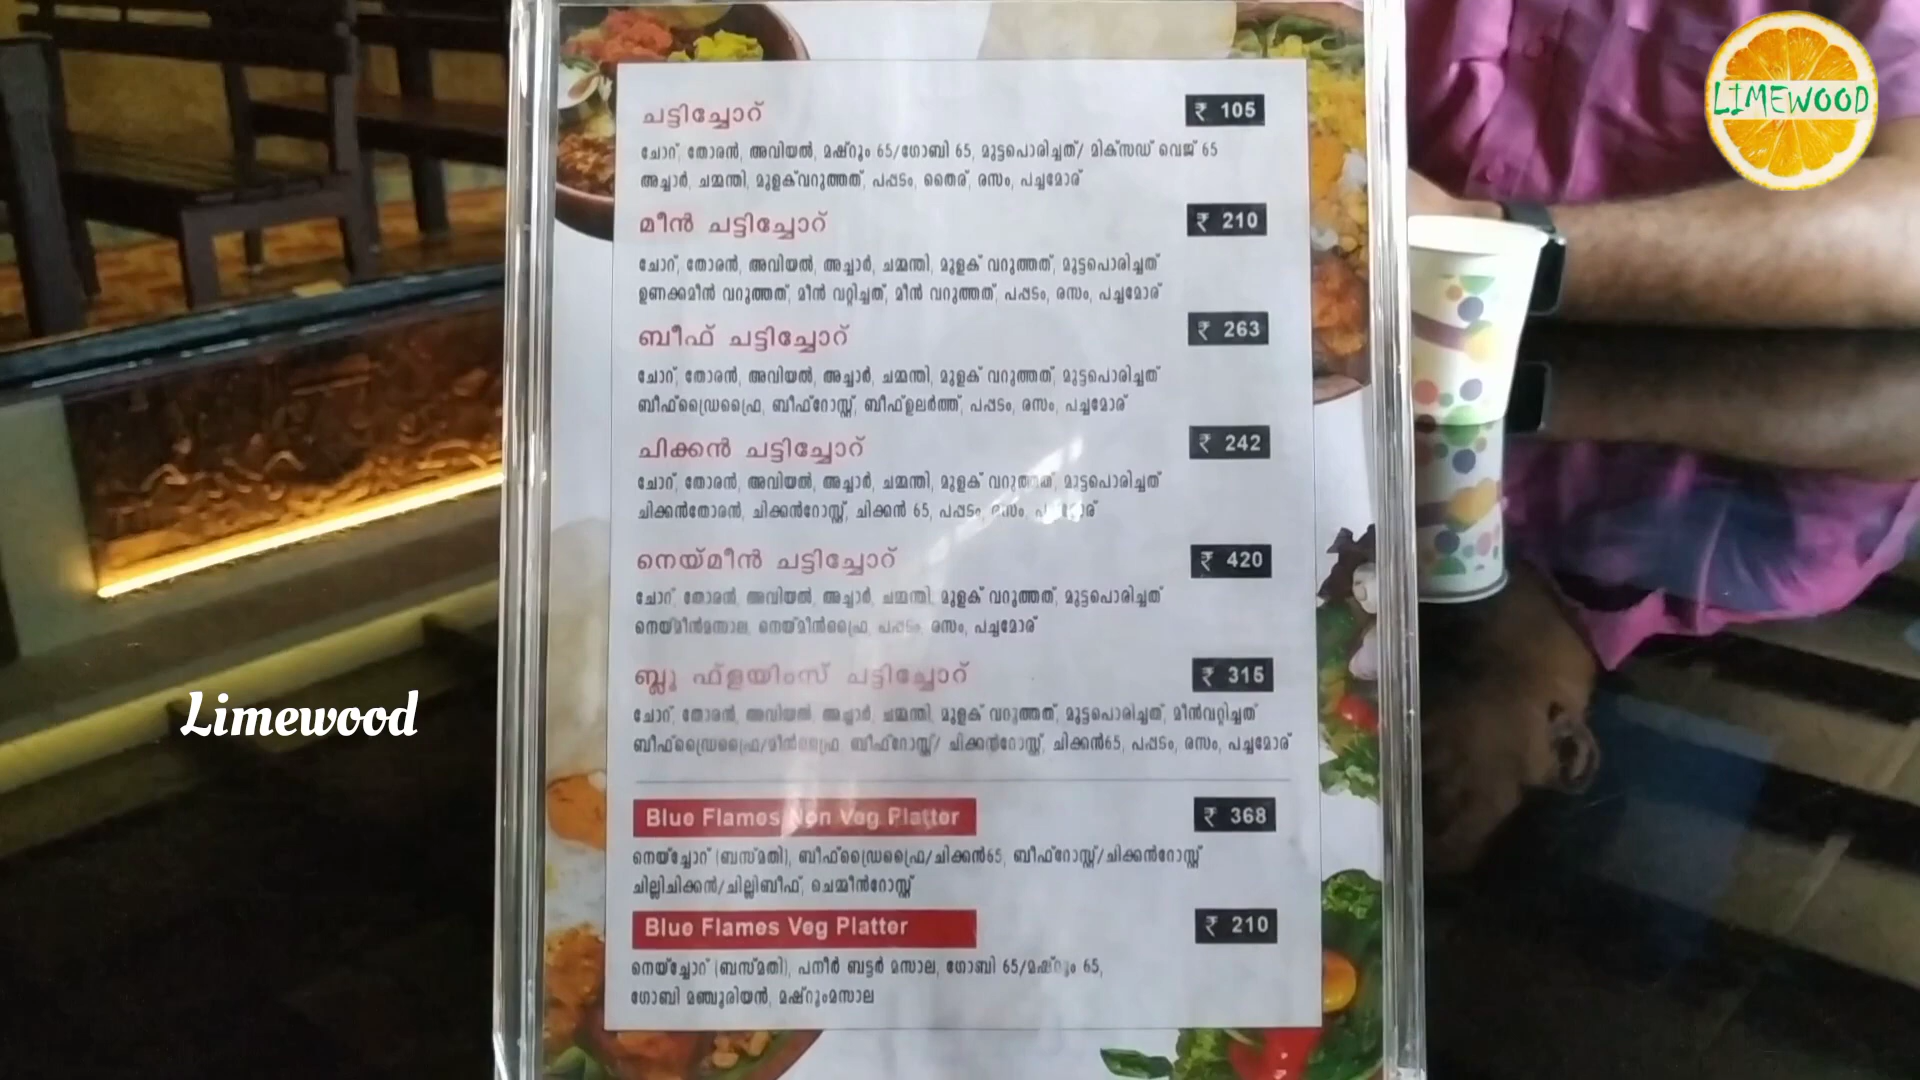 LIMEWOOD
ചട്ടിച്ചോറ് ₹ 105
ചോറ്, തോരൻ, അവിയൽ, മഷ്റൂം 65/ഗോബി 65, മുട്ടപൊരിച്ചത്/ മിക്സഡ് വെജ് 65
അച്ചാർ, ചമ്മന്തി, മുളക്വറുത്തത്, പപ്പടം, തൈര്, രസം, പച്ചമോര്
മീൻ ചട്ടിച്ചോറ് ₹ 210
ചോറ്, തോരൻ, അവിയൽ, അച്ചാർ, ചമ്മന്തി, മുളക് വറുത്തത്, മുട്ടപൊരിച്ചത്
ഉണക്കമീൻ വറുത്തത്, മീൻ വറ്റിച്ചത്, മീൻ വറുത്തത്, പപ്പടം, രസം, പച്ചമോര്
ബീഫ് ചട്ടിച്ചോറ് ₹ 263
ചോറ്, തോരൻ, അവിയൽ, അച്ചാർ, ചമ്മന്തി, മുളക് വറുത്തത്, മുട്ടപൊരിച്ചത്
ബീഫ്ഡ്രൈഫ്രൈ, ബീഫ്റോസ്റ്റ്, ബീഫ്ഉലർത്ത്, പപ്പടം, രസം, പച്ചമോര്
ചിക്കൻ ചട്ടിച്ചോറ് ₹ 242
ചോറ്, തോരൻ, അവിയൽ, അച്ചാർ, ചമ്മന്തി, മുളക് വറുത്തത്, മുട്ടപൊരിച്ചത്
ചിക്കൻതോരൻ, ചിക്കൻറോസ്റ്റ്, ചിക്കൻ 65, പപ്പടം, രസം, പച്ചമോര്
നെയ്മീൻ ചട്ടിച്ചോറ് ₹ 420
ചോറ്, തോരൻ, അവിയൽ, അച്ചാർ, ചമ്മന്തി, മുളക് വറുത്തത്, മുട്ടപൊരിച്ചത്
നെയ്മീൻമസാല, നെയ്മീൻഫ്രൈ, പപ്പടം, രസം, പച്ചമോര്
ബ്ലൂ ഫ്ളയിംസ് ചട്ടിച്ചോറ് ₹ 315
ചോറ്, തോരൻ, അവിയൽ, അച്ചാർ, ചമ്മന്തി, മുളക് വറുത്തത്, മുട്ടപൊരിച്ചത്, മീൻവറ്റിച്ചത്
ബീഫ്ഡ്രൈഫ്രൈ/മീൻഫ്രൈ, ബീഫ്റോസ്റ്റ്/ ചിക്കൻറോസ്റ്റ്, ചിക്കൻ65, പപ്പടം, രസം, പച്ചമോര്
Limewood
Blue Flames Non Veg Platter ₹ 368
നെയ്ച്ചോറ് (ബസ്മതി), ബീഫ്ഡ്രൈഫ്രൈ/ചിക്കൻ65, ബീഫ്റോസ്റ്റ്/ചിക്കൻറോസ്റ്റ്
ചില്ലിചിക്കൻ/ചില്ലിബീഫ്, ചെമ്മീൻറോസ്റ്റ്
Blue Flames Veg Platter ₹ 210
നെയ്ച്ചോറ് (ബസ്മതി), പനീർ ബട്ടർ മസാല, ഗോബി 65/മഷ്റൂം 65,
ഗോബി മഞ്ചൂരിയൻ, മഷ്റൂംമസാല